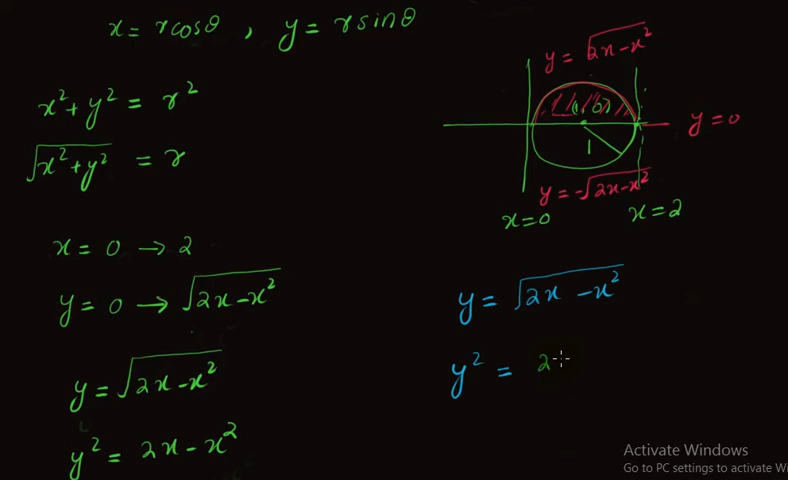 x = r cosθ , y = r sinθ
x² + y² = r²
√(x² + y²) = r
x = 0 → 2
y = 0 → √(2x - x²)
y = √(2x - x²)
y² = 2x - x²
y = √(2x - x²)
(1,0)
y = 0
1
y = -√(2x - x²)
x = 0
x = 2
y = √(2x - x²)
y² = 2
Activate Windows
Go to PC settings to activate Wi